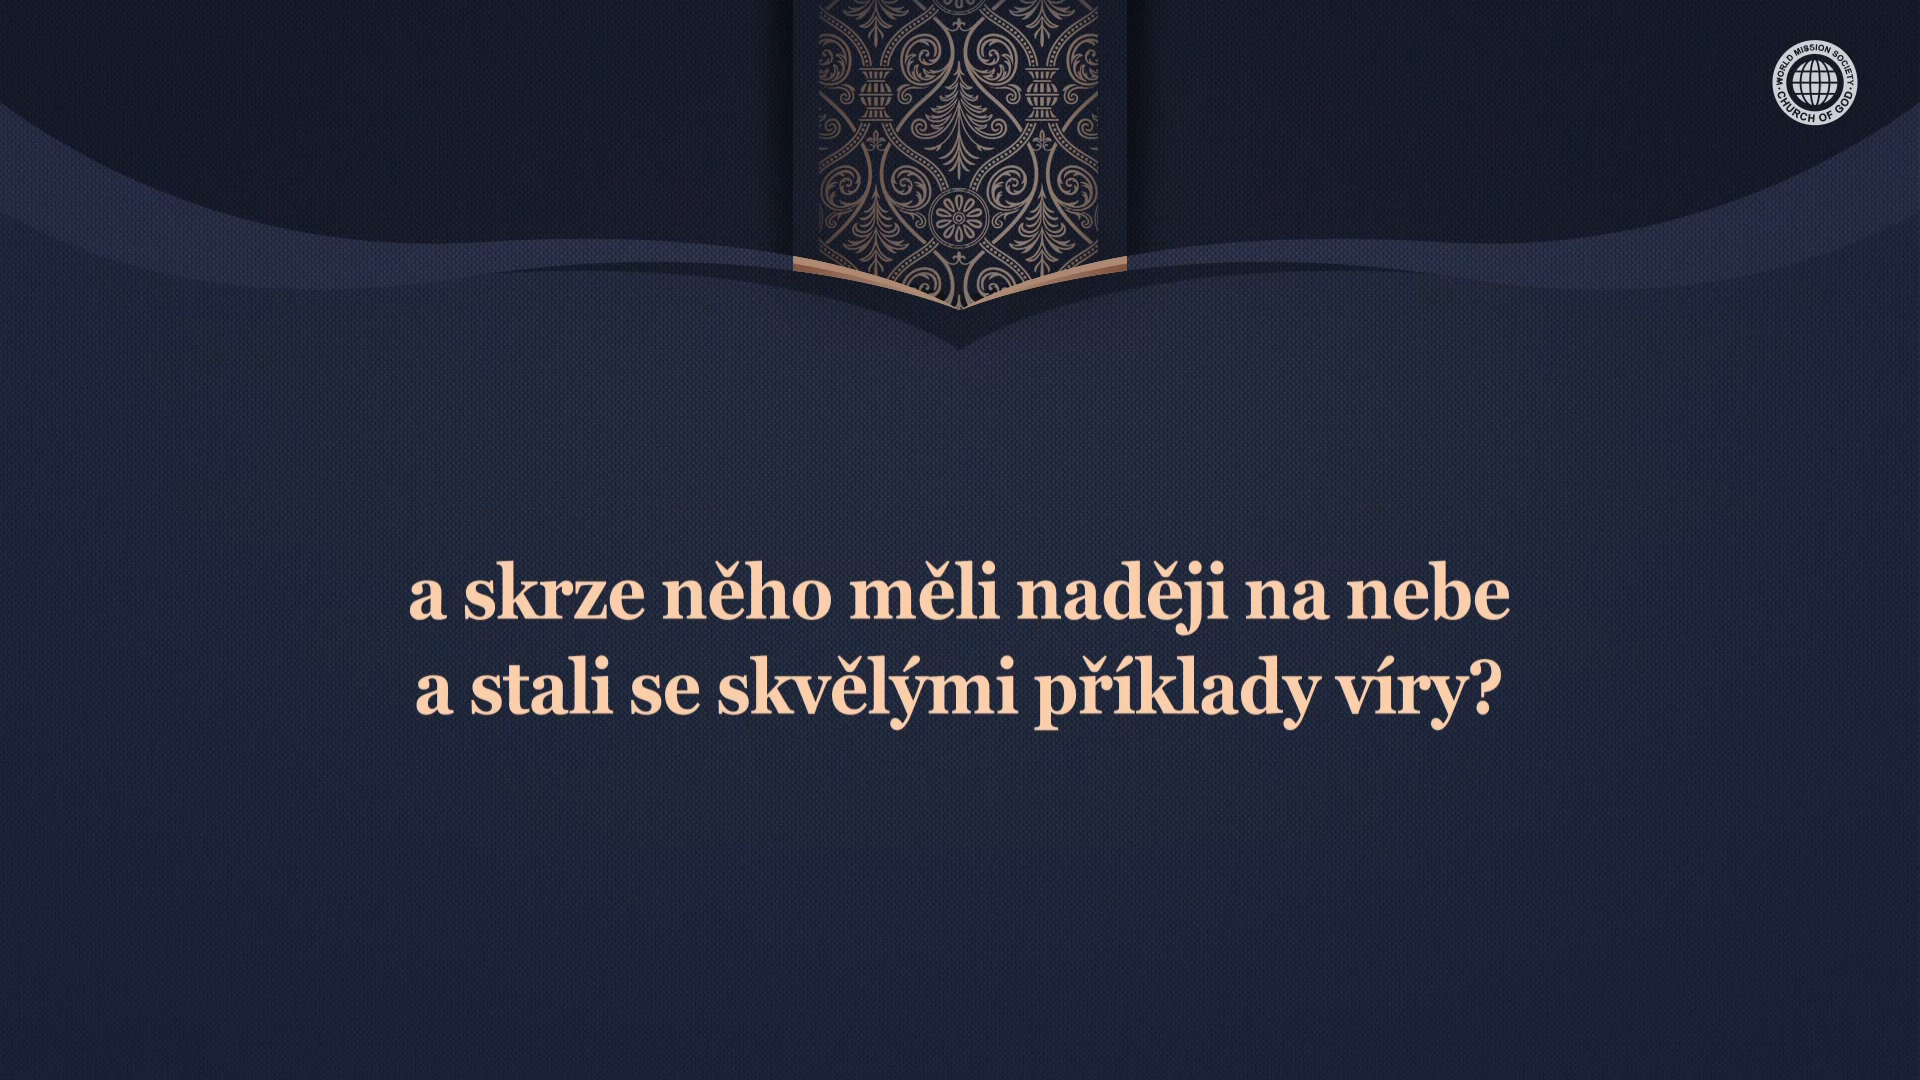 WORLD MISSION SOCIETY
CHURCH OF GOD
a skrze něho měli naději na nebe
a stali se skvělými příklady víry?